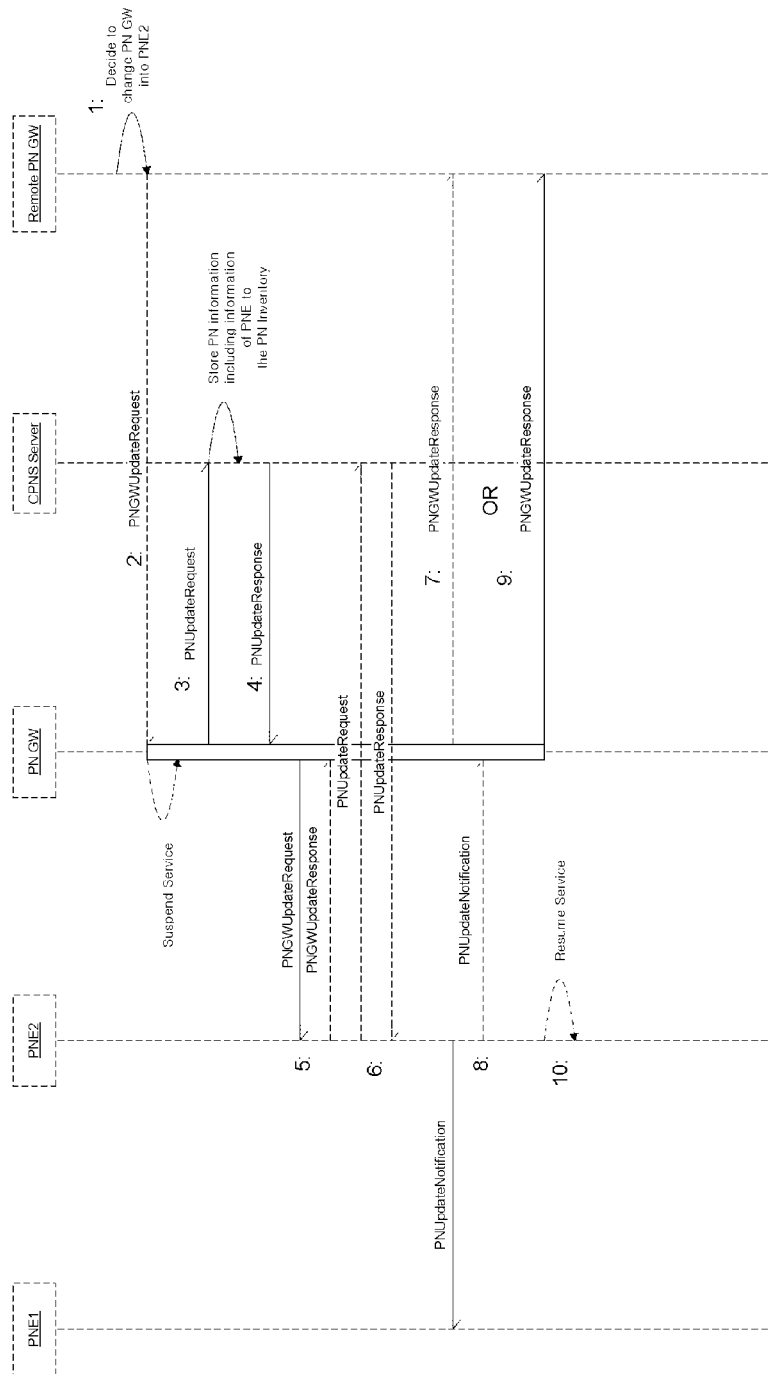 PNE1
PNE2
PN GW
CPNS Server
Remote PN GW
1:
Decide to
change PN GW
into PNE2
2:
PNGWUpdateRequest
Suspend Service
3:
PNUpdateRequest
Store PN information
including information
of PNE to
the PN Inventory
4:
PNUpdateResponse
5:
PNGWUpdateRequest
PNGWUpdateResponse
PNUpdateRequest
6:
PNUpdateResponse
PNUpdateNotification
7:
PNGWUpdateResponse
8:
PNUpdateNotification
OR
9:
PNGWUpdateResponse
10:
Resume Service